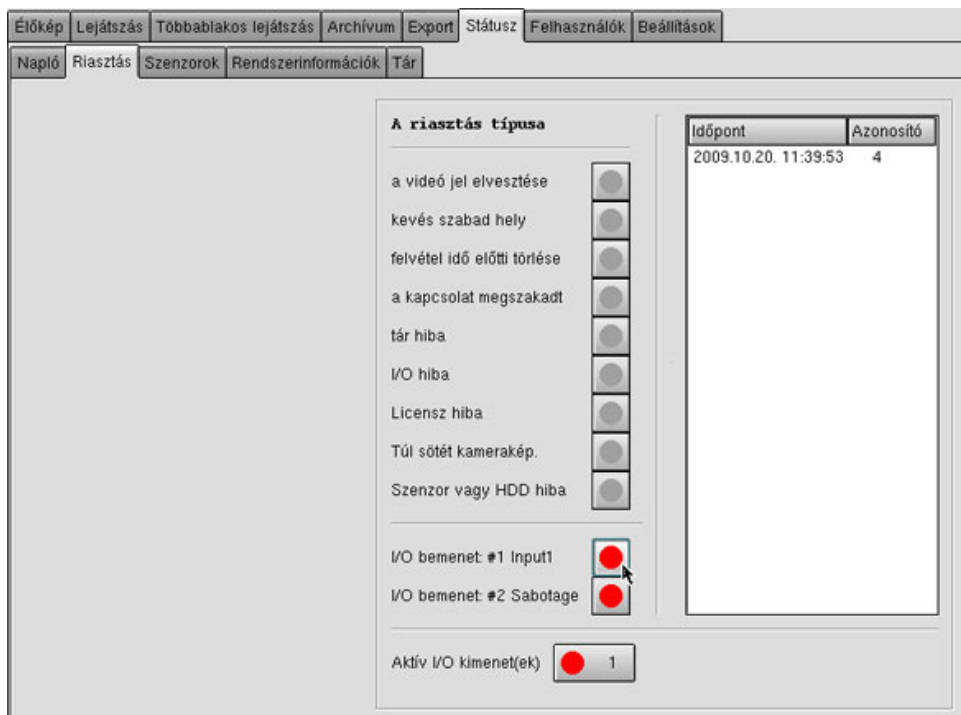 Élőkép Lejátszás Többablakos lejátszás Archívum Export Státusz Felhasználók Beállítások
Napló Riasztás Szenzorok Rendszerinformációk Tár
A riasztás típusa
a videó jel elvesztése
kevés szabad hely
felvétel idő előtti törlése
a kapcsolat megszakadt
tár hiba
I/O hiba
Licensz hiba
Túl sötét kamerakép.
Szenzor vagy HDD hiba
I/O bemenet: #1 Input1
I/O bemenet: #2 Sabotage
Aktív I/O kimenet(ek) 1
Időpont Azonosító
2009.10.20. 11:39:53 4